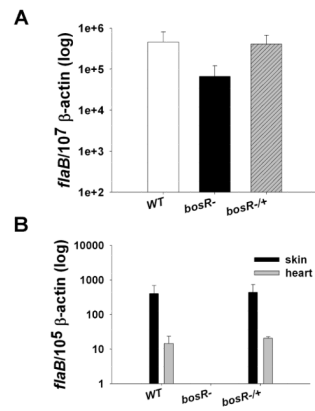 A
flaB/10⁷ β-actin (log)
1e+6
1e+5
1e+4
1e+3
1e+2
WT
bosR-
bosR-/+
B
flaB/10⁵ β-actin (log)
10000
1000
100
10
1
skin
heart
WT
bosR-
bosR-/+